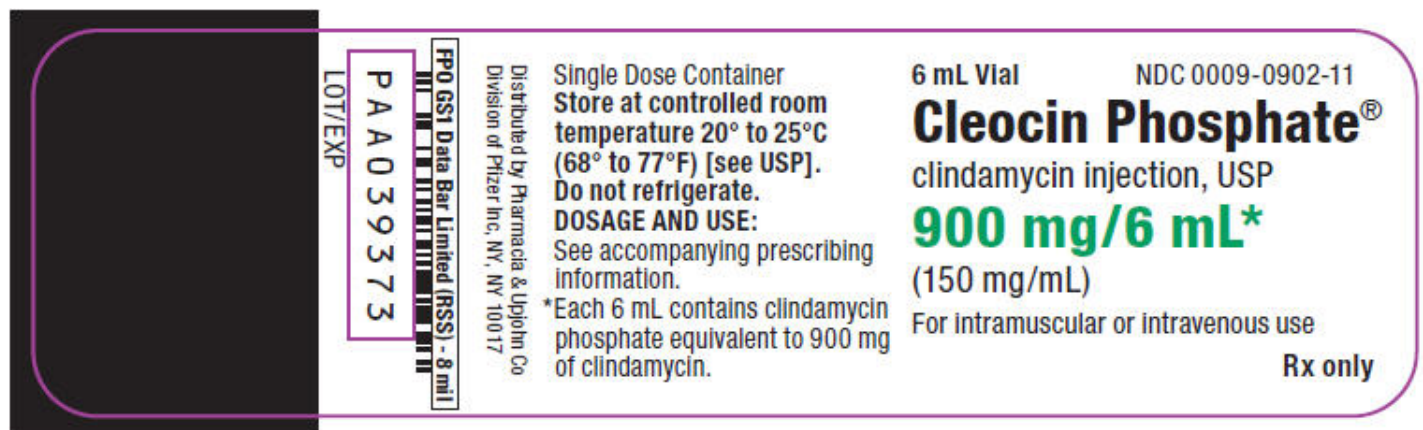 LOT/EXP
PAA039373
FPO GS1 Data Bar Limited (RSS) - 8 mil
Distributed by Pharmacia & Upjohn Co
Division of Pfizer Inc, NY, NY 10017
Single Dose Container
Store at controlled room
temperature 20° to 25°C
(68° to 77°F) [see USP].
Do not refrigerate.
DOSAGE AND USE:
See accompanying prescribing
information.
*Each 6 mL contains clindamycin
phosphate equivalent to 900 mg
of clindamycin.
6 mL Vial NDC 0009-0902-11
Cleocin Phosphate®
clindamycin injection, USP
900 mg/6 mL*
(150 mg/mL)
For intramuscular or intravenous use
Rx only